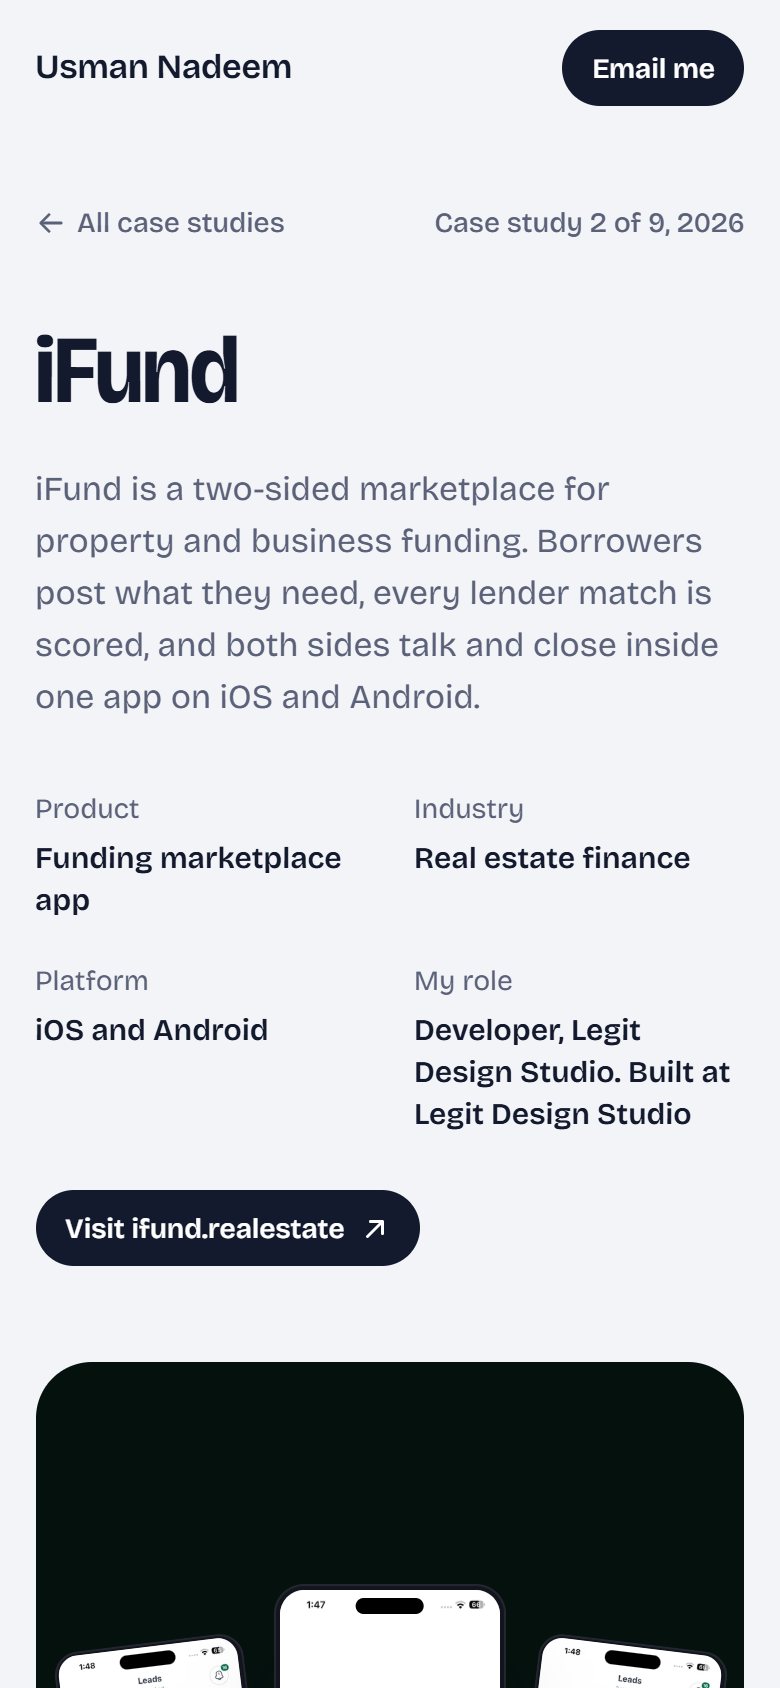 Usman Nadeem
Email me
← All case studies
Case study 2 of 9, 2026
iFund
iFund is a two-sided marketplace for
property and business funding. Borrowers
post what they need, every lender match is
scored, and both sides talk and close inside
one app on iOS and Android.
Product
Funding marketplace
app
Industry
Real estate finance
Platform
iOS and Android
My role
Developer, Legit
Design Studio. Built at
Legit Design Studio
Visit ifund.realestate ↗
1:47
1:48
Leads
1:48
Leads